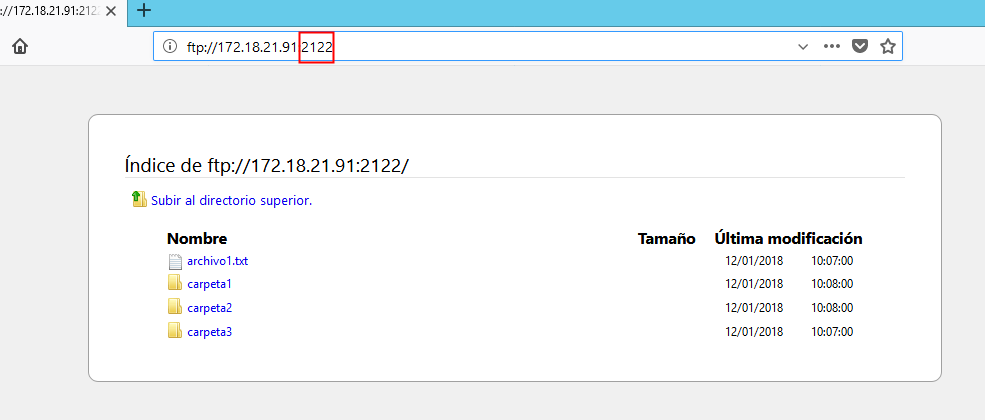 ://172.18.21.91:2122
ftp://172.18.21.91:2122
Índice de ftp://172.18.21.91:2122/
Subir al directorio superior.
Nombre Tamaño Última modificación
archivo1.txt 12/01/2018 10:07:00
carpeta1 12/01/2018 10:08:00
carpeta2 12/01/2018 10:08:00
carpeta3 12/01/2018 10:07:00